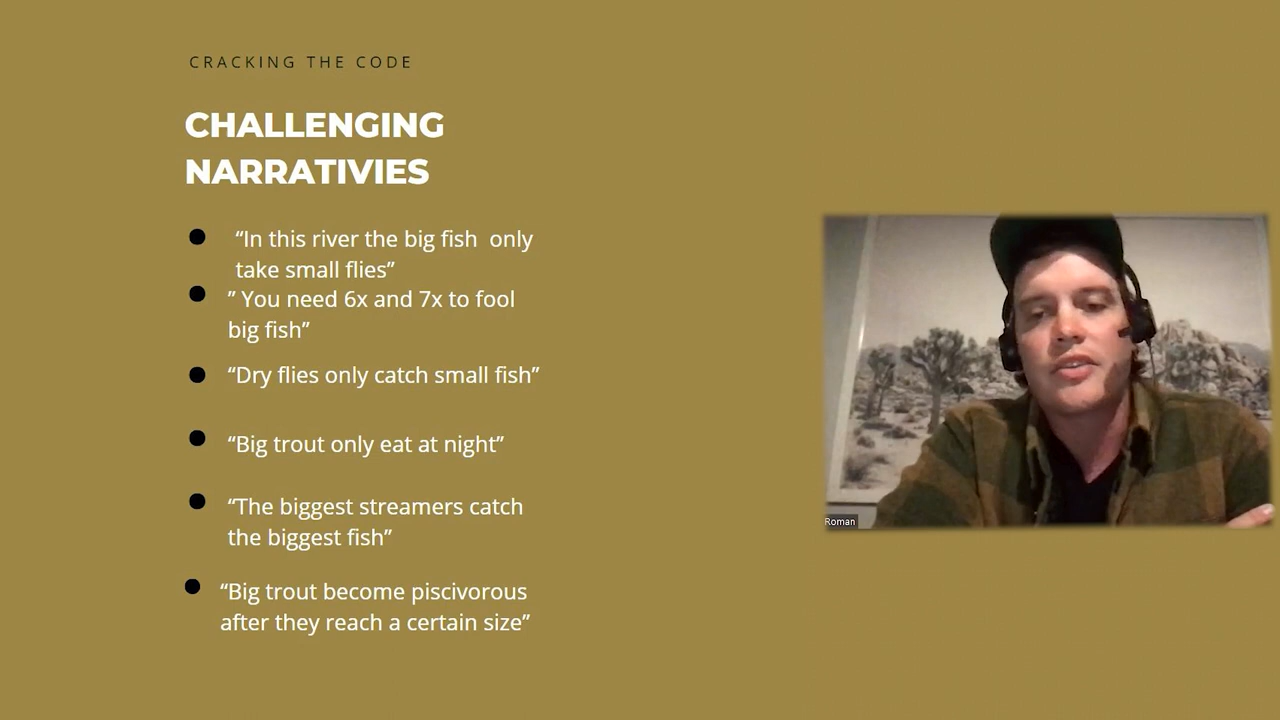 CRACKING THE CODE
CHALLENGING
NARRATIVIES
“In this river the big fish  only
take small flies”
” You need 6x and 7x to fool
big fish”
“Dry flies only catch small fish”
“Big trout only eat at night”
“The biggest streamers catch
the biggest fish”
“Big trout become piscivorous
after they reach a certain size”
Roman